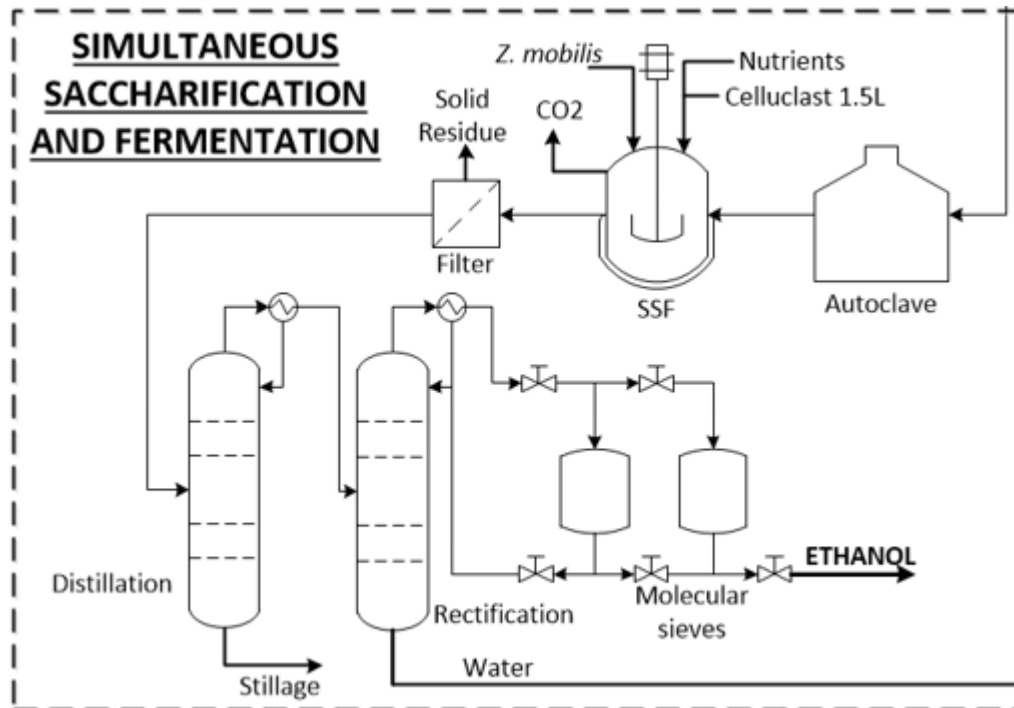 SIMULTANEOUS
SACCHARIFICATION
AND FERMENTATION
Z. mobilis
Nutrients
Celluclast 1.5L
CO2
Solid
Residue
Filter
SSF
Autoclave
Distillation
Rectification
Molecular
sieves
ETHANOL
Stillage
Water